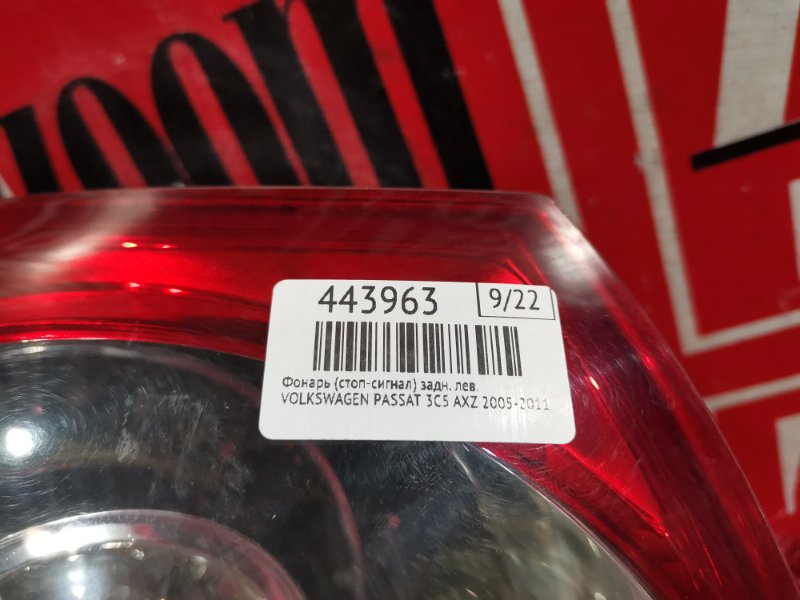 443963 9/22
Фонарь (стоп-сигнал) задн. лев.
VOLKSWAGEN PASSAT 3C5 AXZ 2005-2011